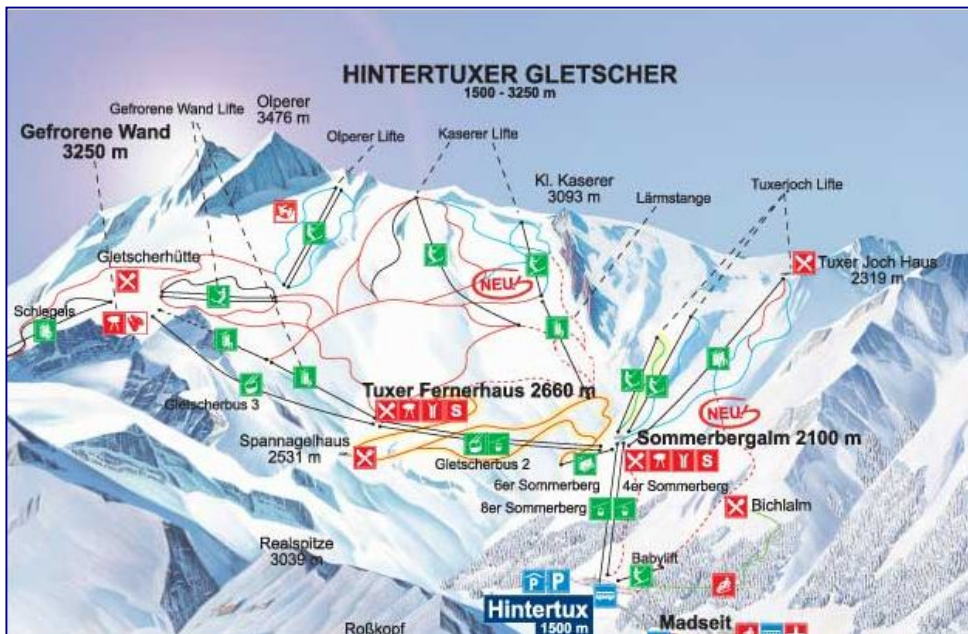 HINTERTUXER GLETSCHER
1500 - 3250 m
Olperer
3476 m
Gefrorene Wand Lifte
Gefrorene Wand
3250 m
Olperer Lifte
Kaserer Lifte
Kl. Kaserer
3093 m
Lärmstange
Tuxerjoch Lifte
Gletscherhütte
Tuxer Joch Haus
2319 m
NEU
Schlegels
Tuxer Fernerhaus 2660 m
S
Gletscherbus 3
NEU
Spannagelhaus
2531 m
Sommerbergalm 2100 m
S
Gletscherbus 2
6er Sommerberg
4er Sommerberg
8er Sommerberg
Bichlalm
Realspitze
3039 m
Babylift
P P
Hintertux
1500 m
Madseit
Roßkopf